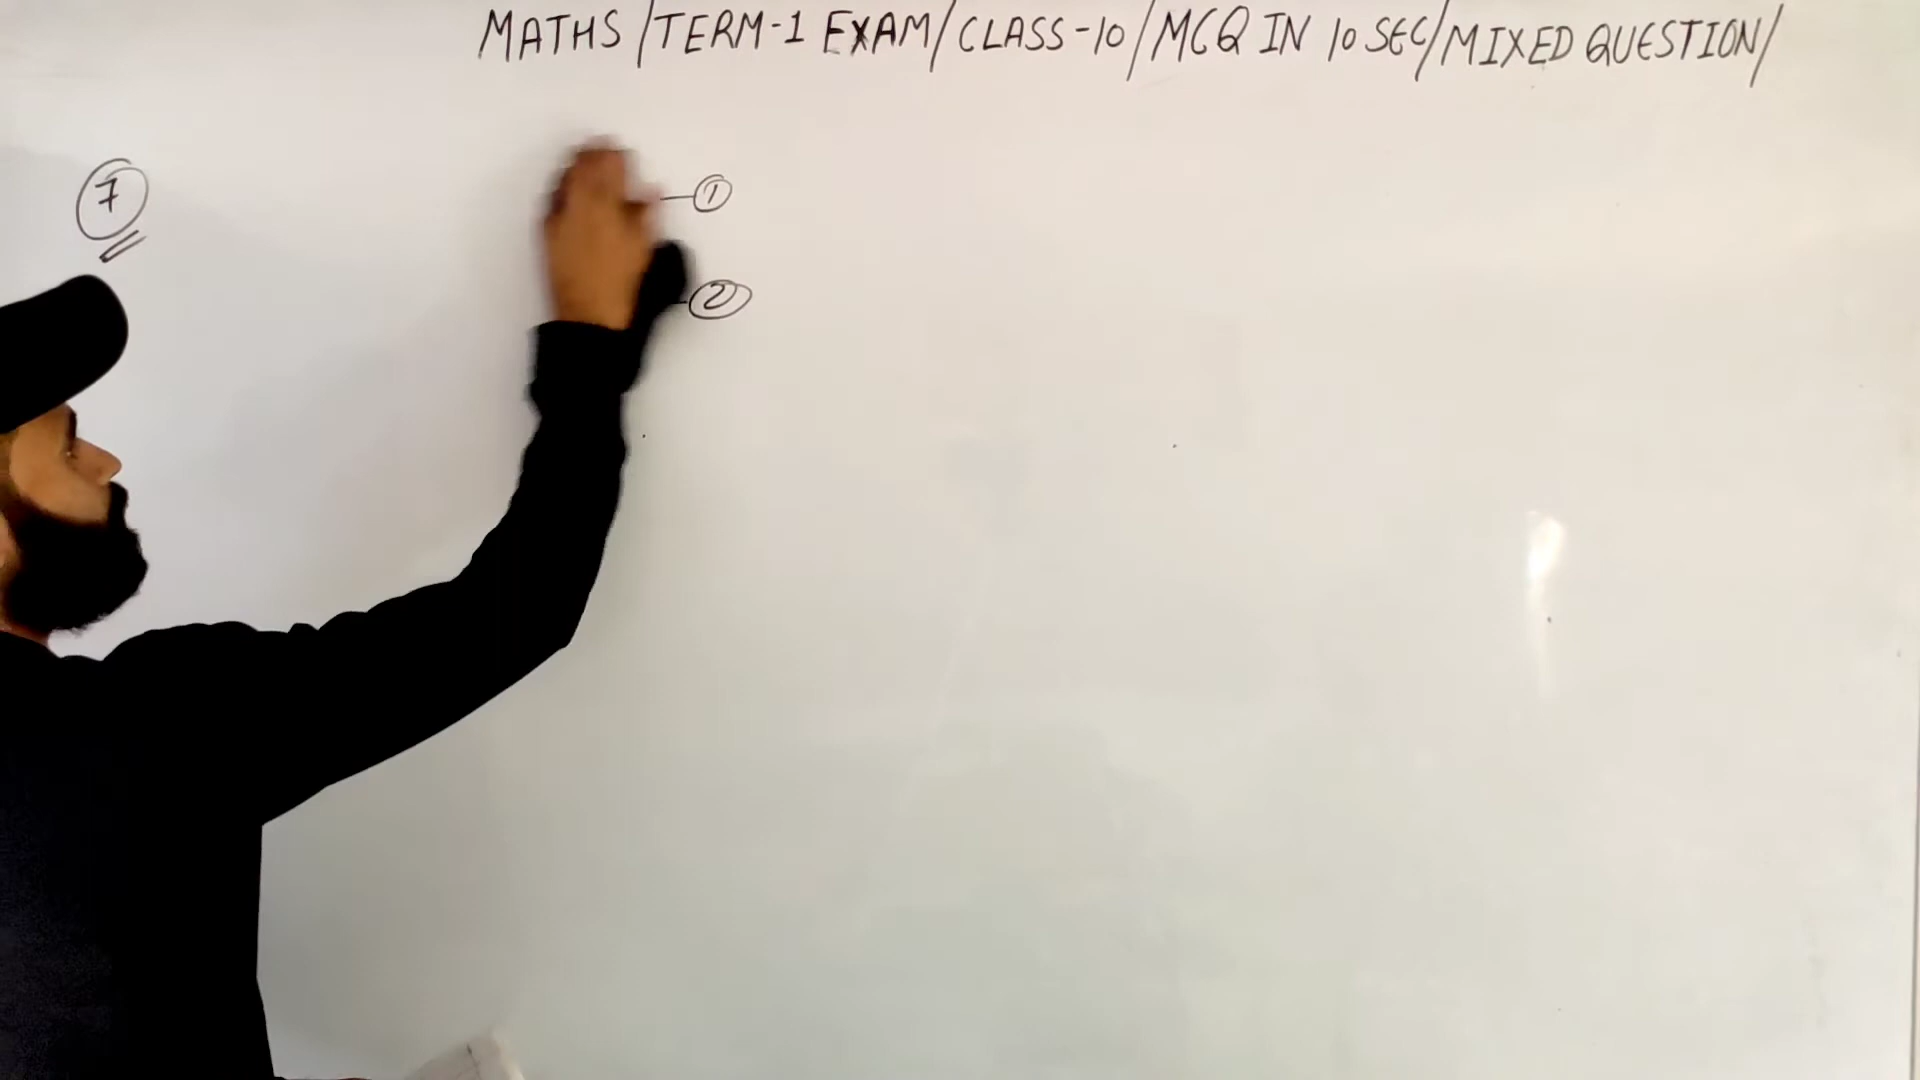 MATHS /TERM-1 EXAM/CLASS-10/MCQ IN 10 SEC/MIXED QUESTION/
7
1
2